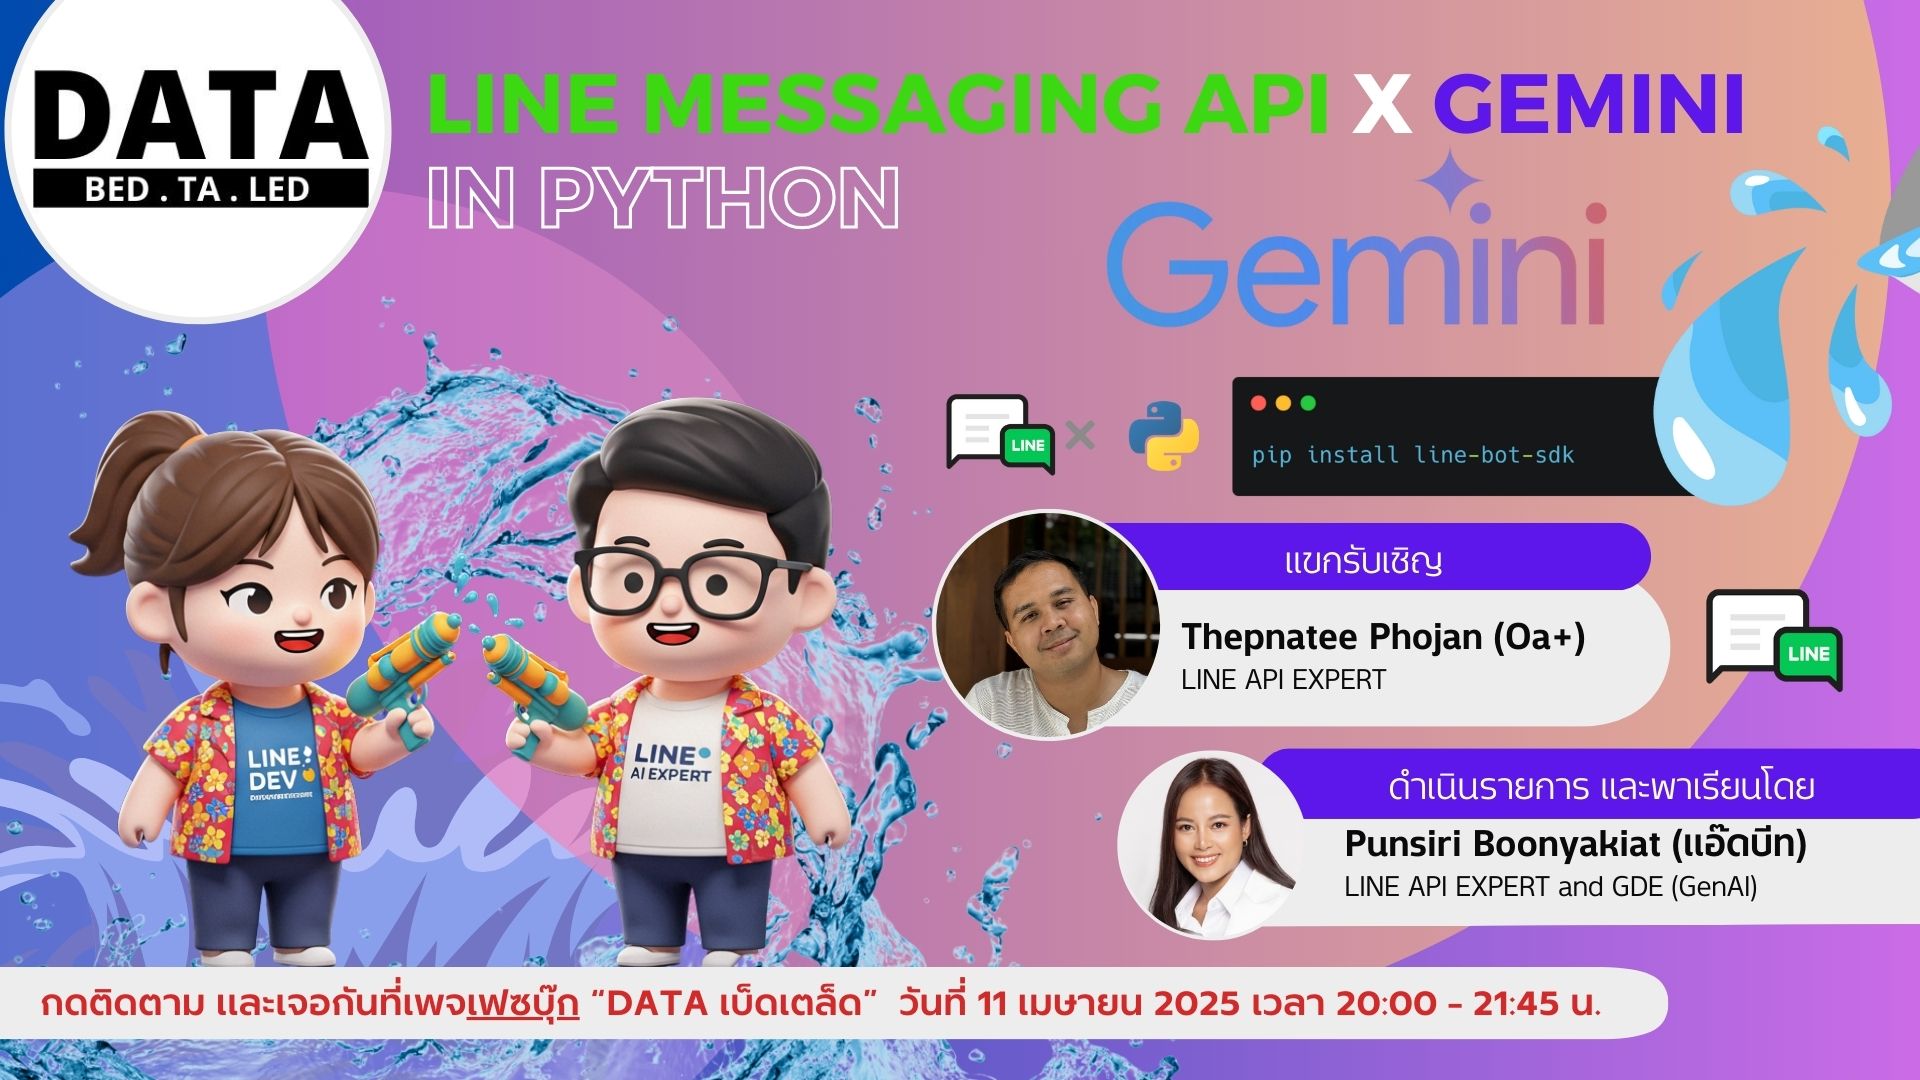 DATA
BED . TA . LED
LINE MESSAGING API X GEMINI
IN PYTHON
Gemini
LINE
pip install line-bot-sdk
แขกรับเชิญ
Thepnatee Phojan (Oa+)
LINE API EXPERT
LINE
LINE
DEV
LINE
AI EXPERT
ดำเนินรายการ และพาเรียนโดย
Punsiri Boonyakiat (แอ๊ดบีท)
LINE API EXPERT and GDE (GenAI)
กดติดตาม และเจอกันที่เพจเฟซบุ๊ก “DATA เบ็ดเตล็ด” วันที่ 11 เมษายน 2025 เวลา 20:00 - 21:45 น.